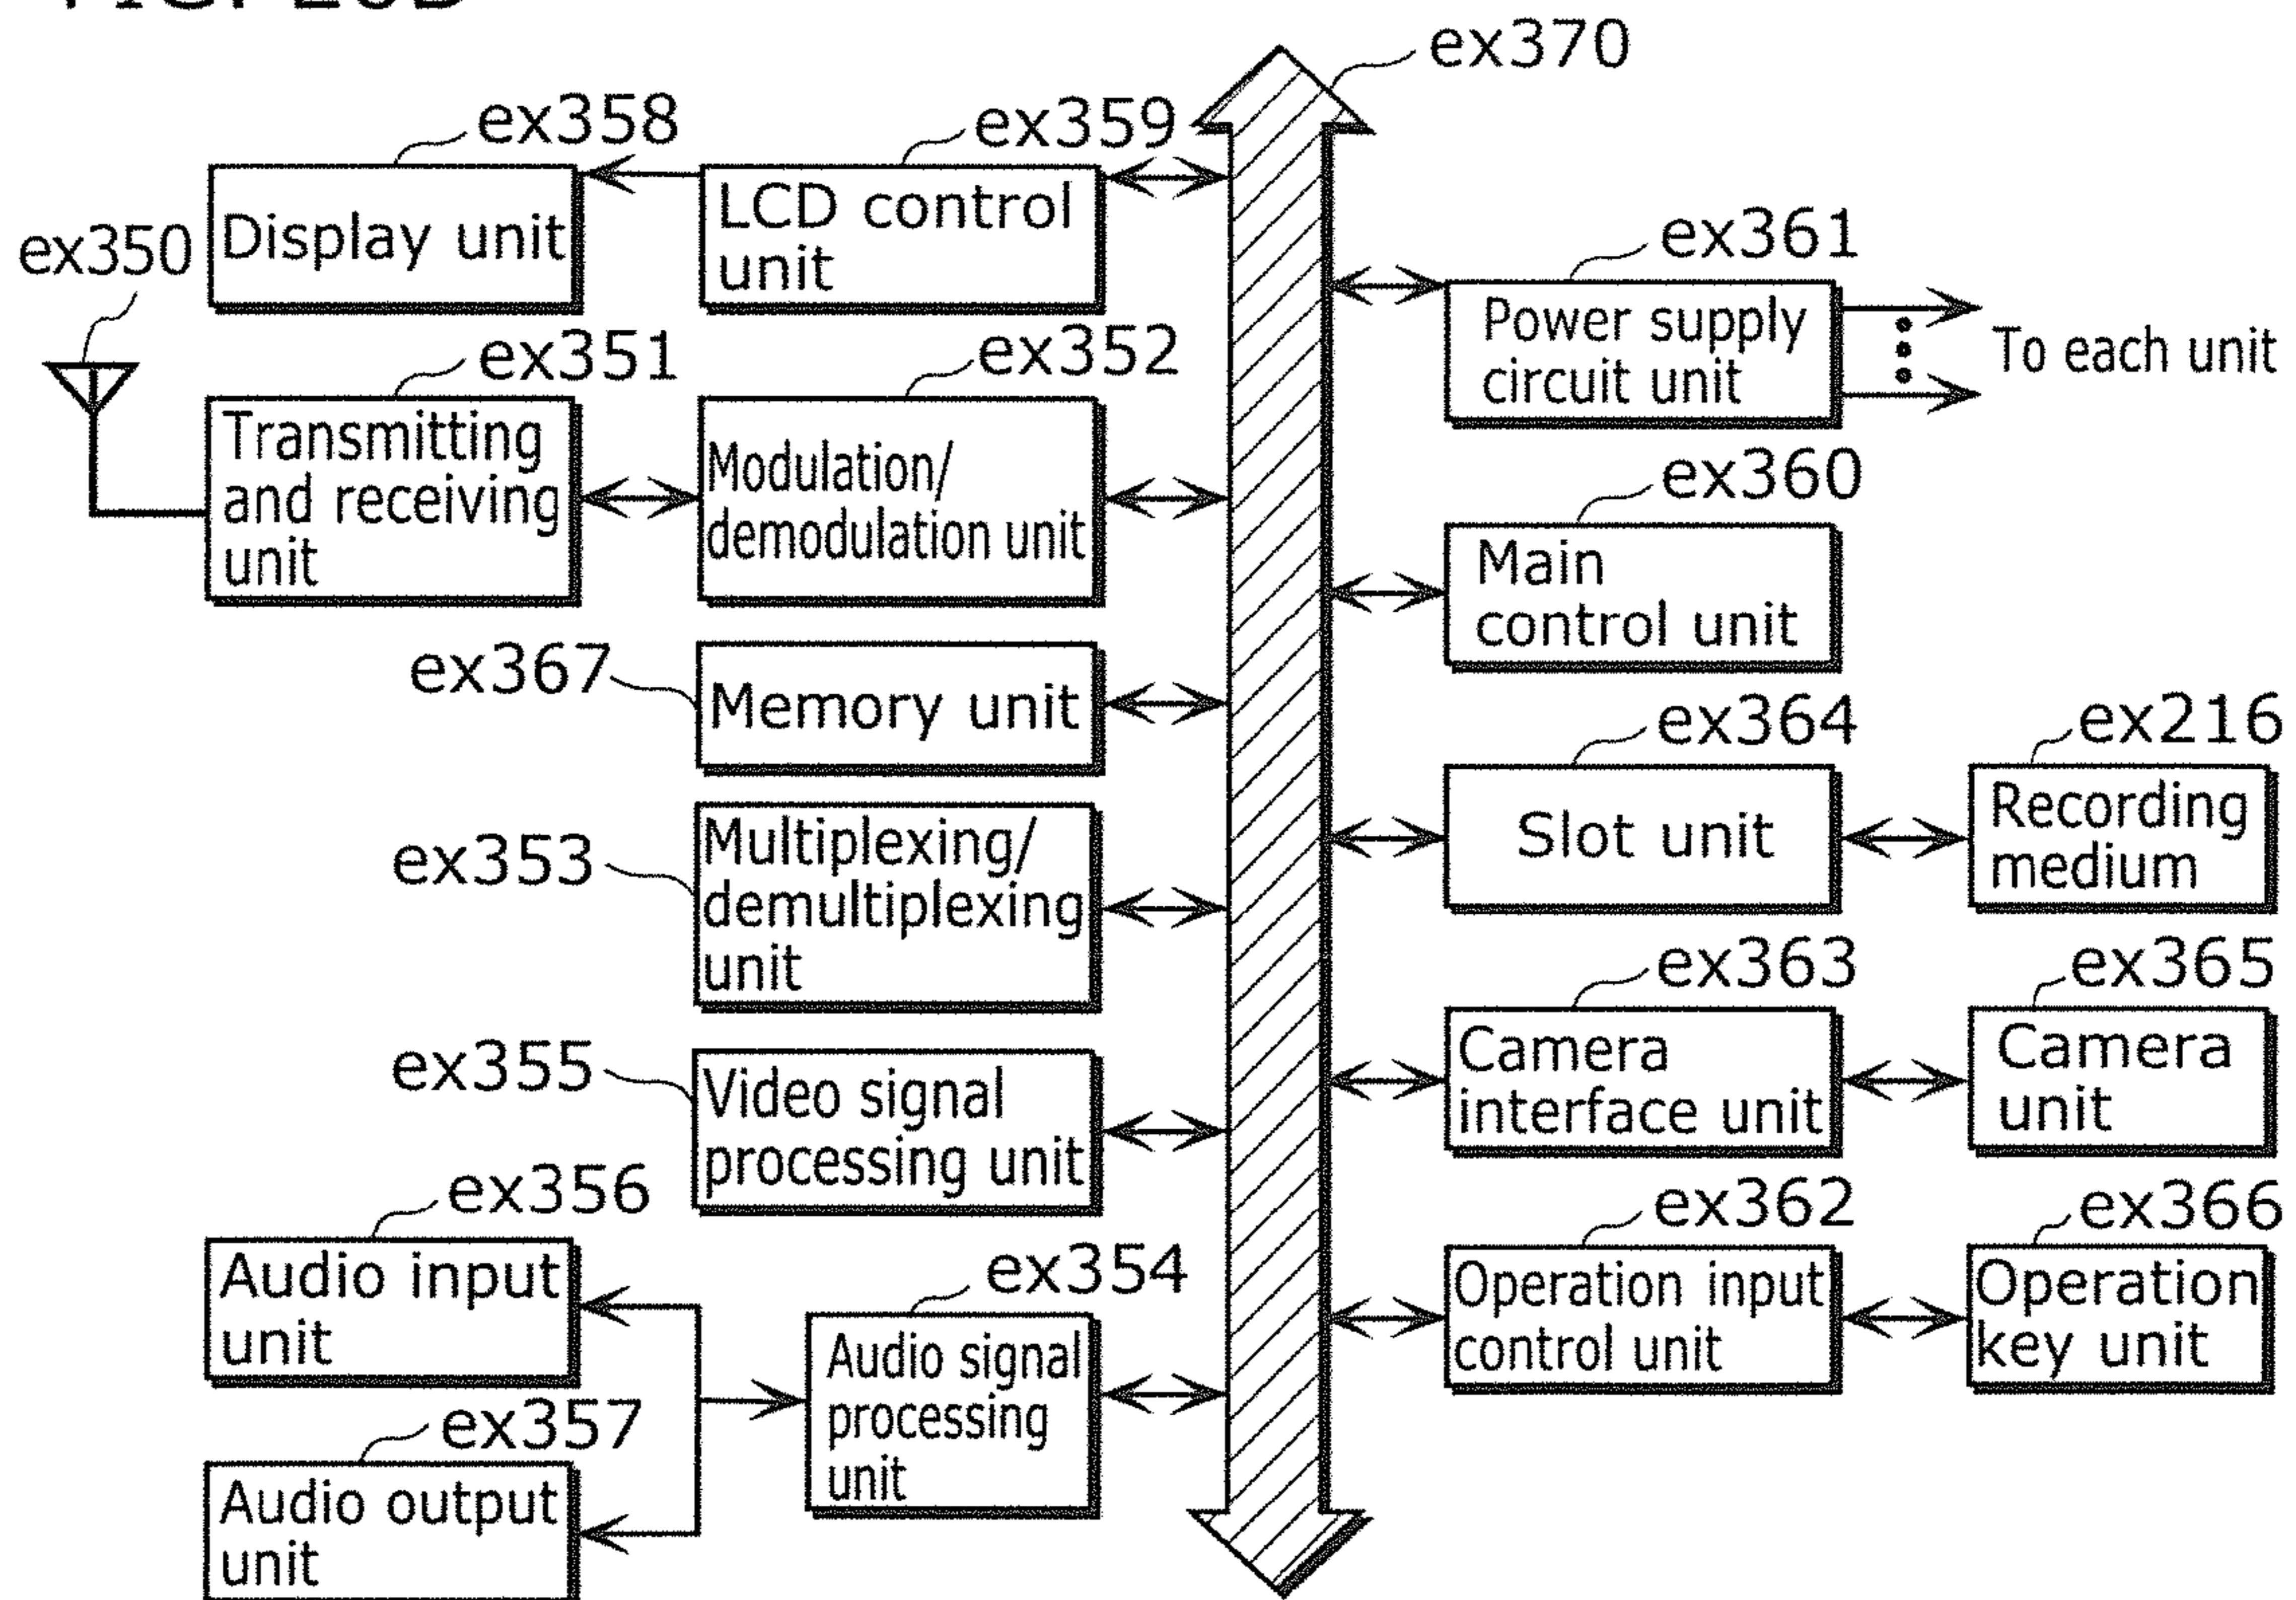 ex370
ex358
ex359
Display unit
LCD control
unit
ex350
ex361
Power supply
circuit unit
To each unit
ex351
ex352
Transmitting
and receiving
unit
Modulation/
demodulation unit
ex360
Main
control unit
ex367
Memory unit
ex364
Slot unit
ex216
Recording
medium
ex353
Multiplexing/
demultiplexing
unit
ex363
Camera
interface unit
ex365
Camera
unit
ex355
Video signal
processing unit
ex356
Audio input
unit
ex354
Audio signal
processing
unit
ex362
Operation input
control unit
ex366
Operation
key unit
ex357
Audio output
unit